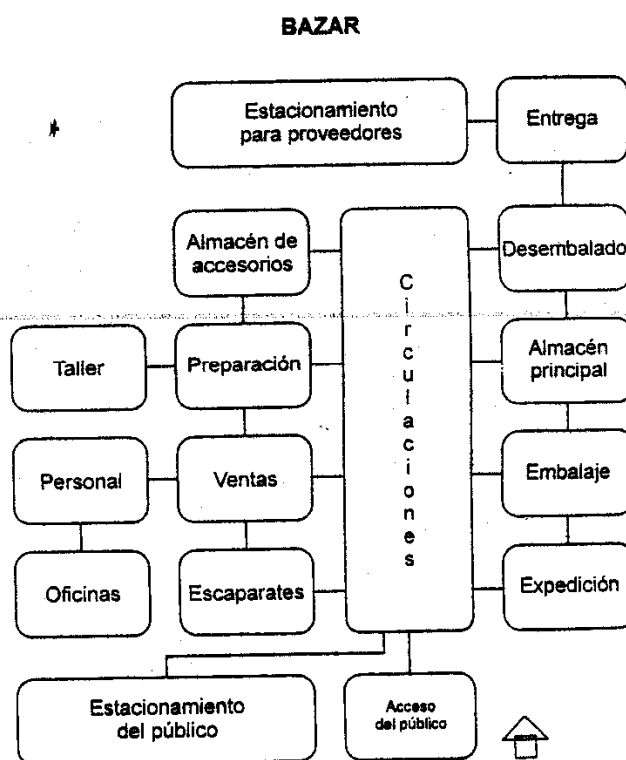 BAZAR
Estacionamiento
para proveedores
Entrega
Almacén de
accesorios
Circulaciones
Desembalado
Taller
Preparación
Almacén
principal
Personal
Ventas
Embalaje
Oficinas
Escaparates
Expedición
Estacionamiento
del público
Acceso
del público